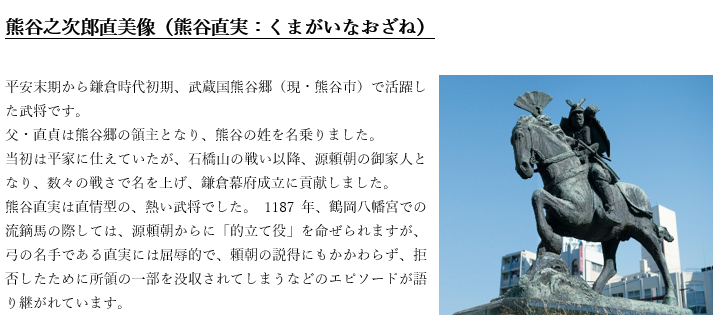 熊谷之次郎直美像（熊谷直実：くまがいなおざね）
平安末期から鎌倉時代初期、武蔵国熊谷郷（現・熊谷市）で活躍し
た武将です。
父・直貞は熊谷郷の領主となり、熊谷の姓を名乗りました。
当初は平家に仕えていたが、石橋山の戦い以降、源頼朝の御家人と
なり、数々の戦さで名を上げ、鎌倉幕府成立に貢献しました。
熊谷直実は直情型の、熱い武将でした。 1187 年、鶴岡八幡宮での
流鏑馬の際しては、源頼朝からに「的立て役」を命ぜられますが、
弓の名手である直実には屈辱的で、頼朝の説得にもかかわらず、拒
否したために所領の一部を没収されてしまうなどのエピソードが語
り継がれています。